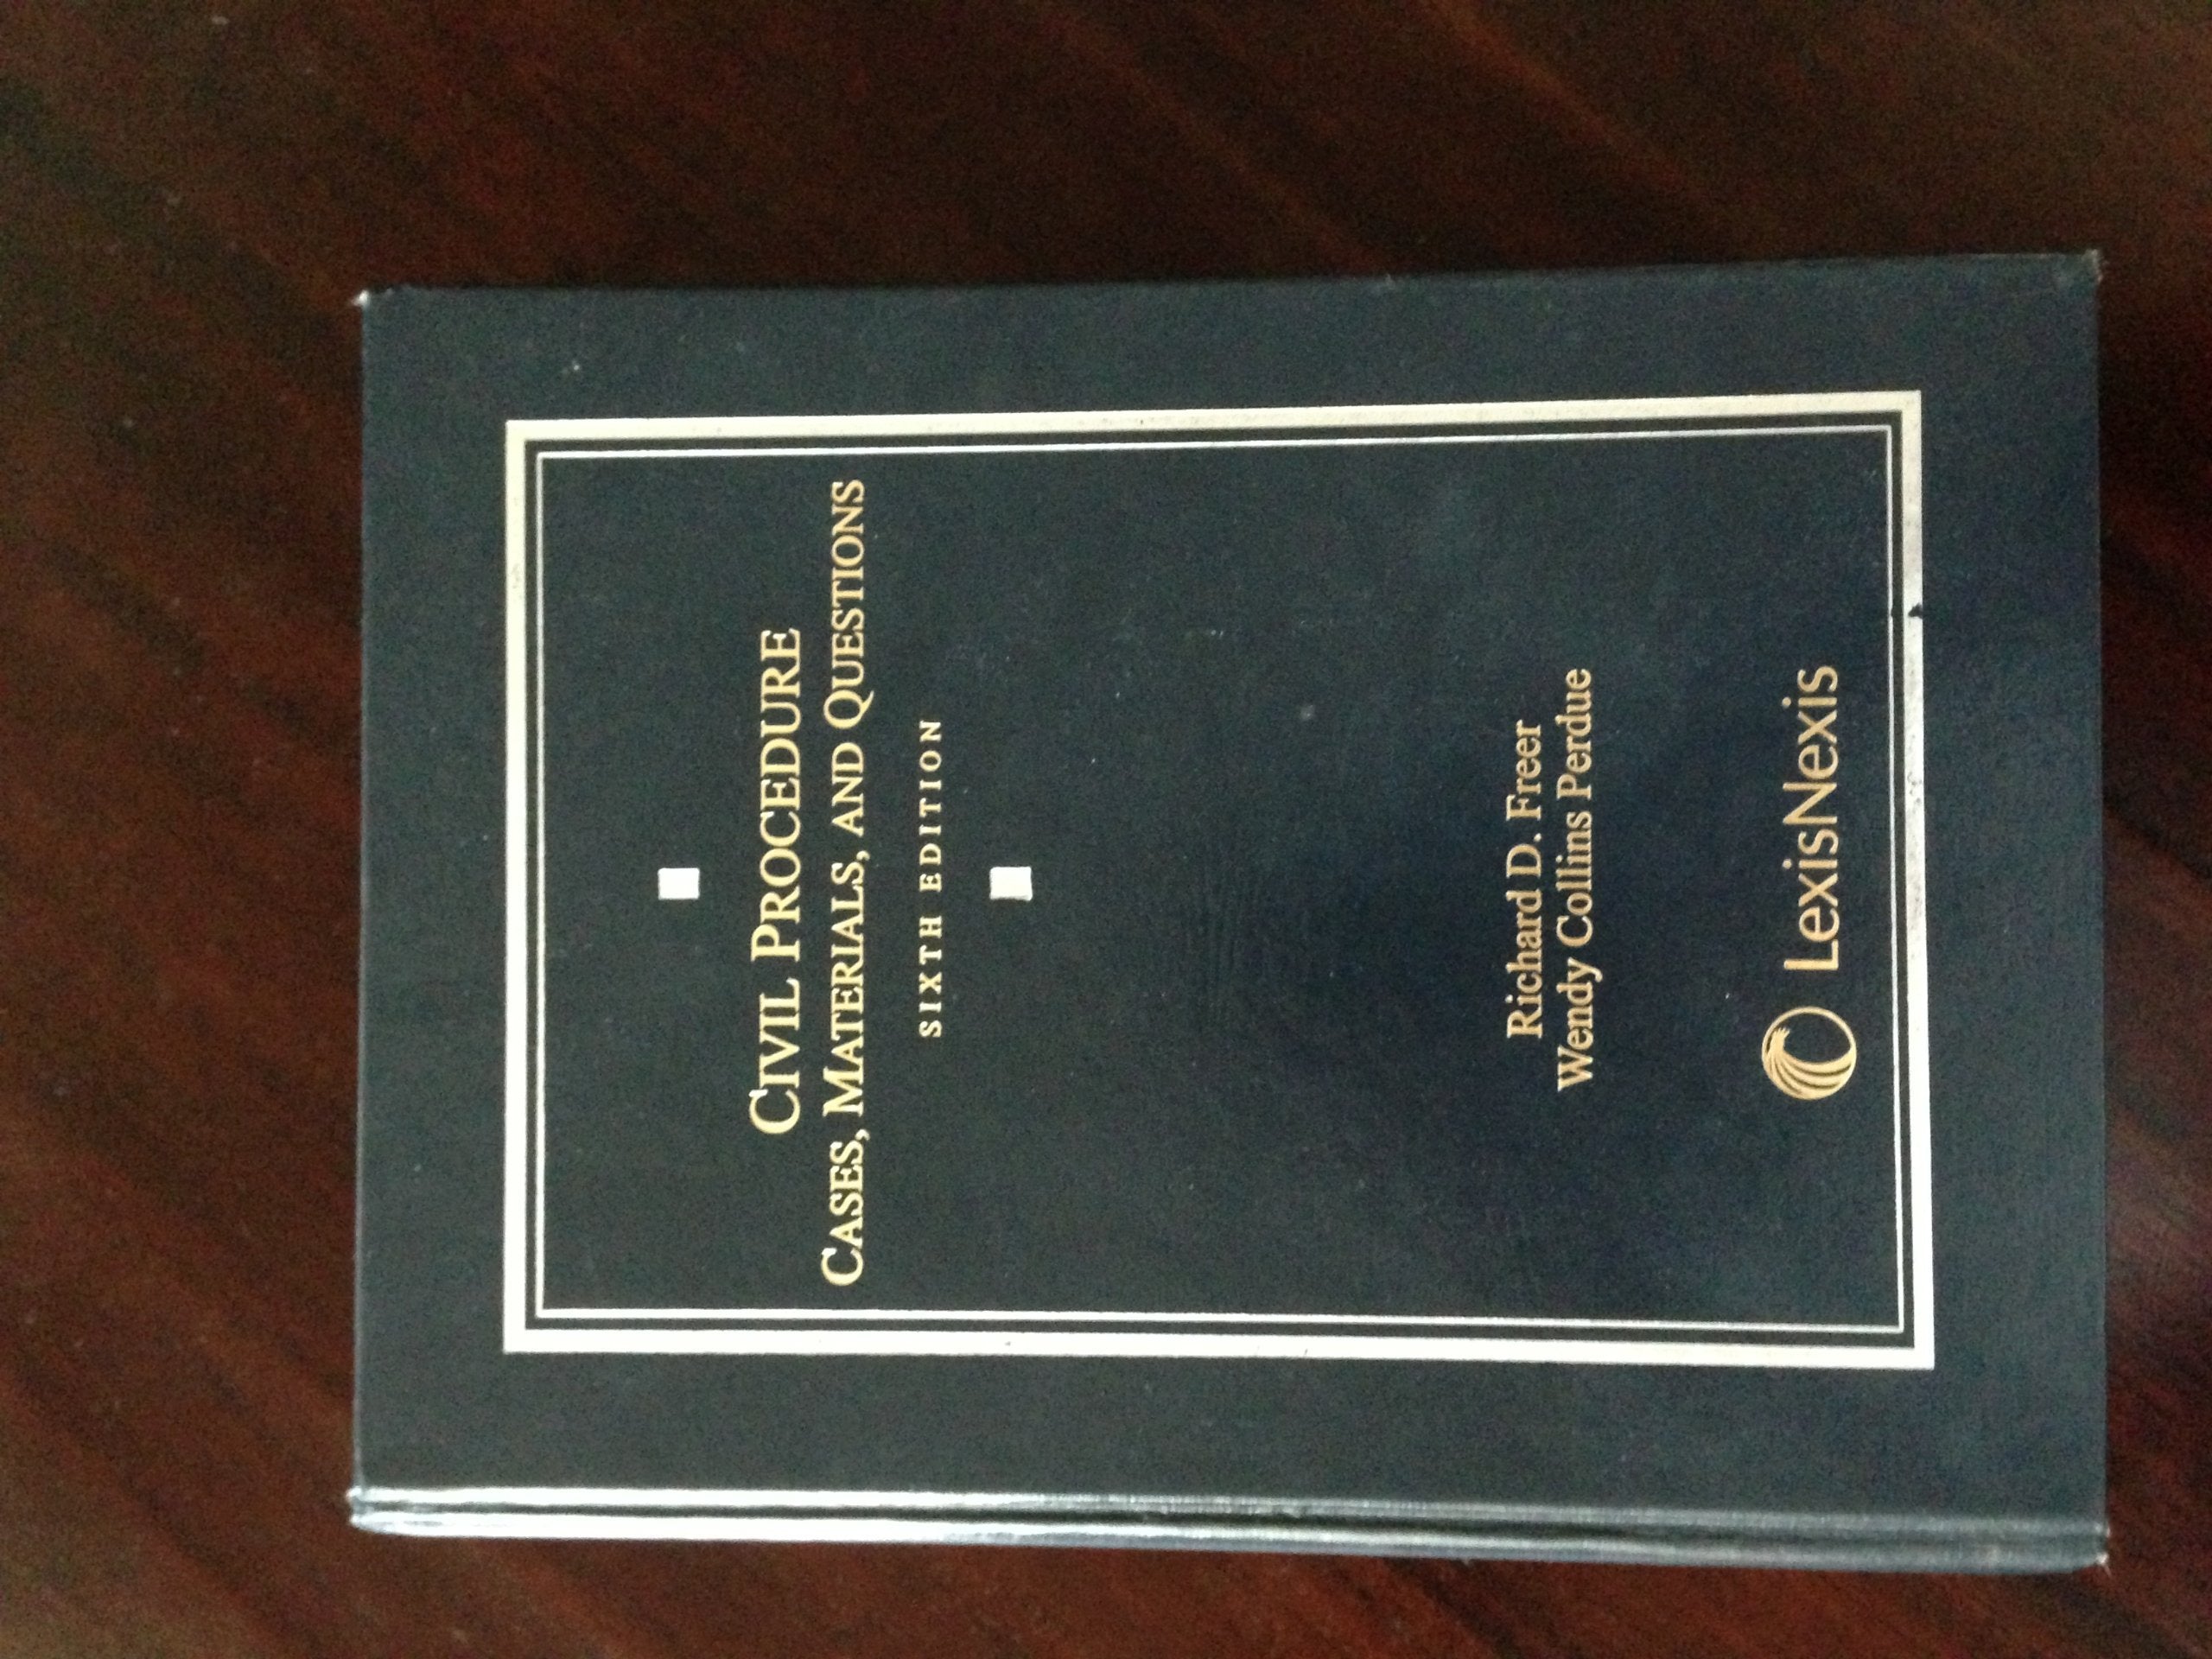 CIVIL PROCEDURE
CASES, MATERIALS, AND QUESTIONS
SIXTH EDITION
Richard D. Freer
Wendy Collins Perdue
LexisNexis